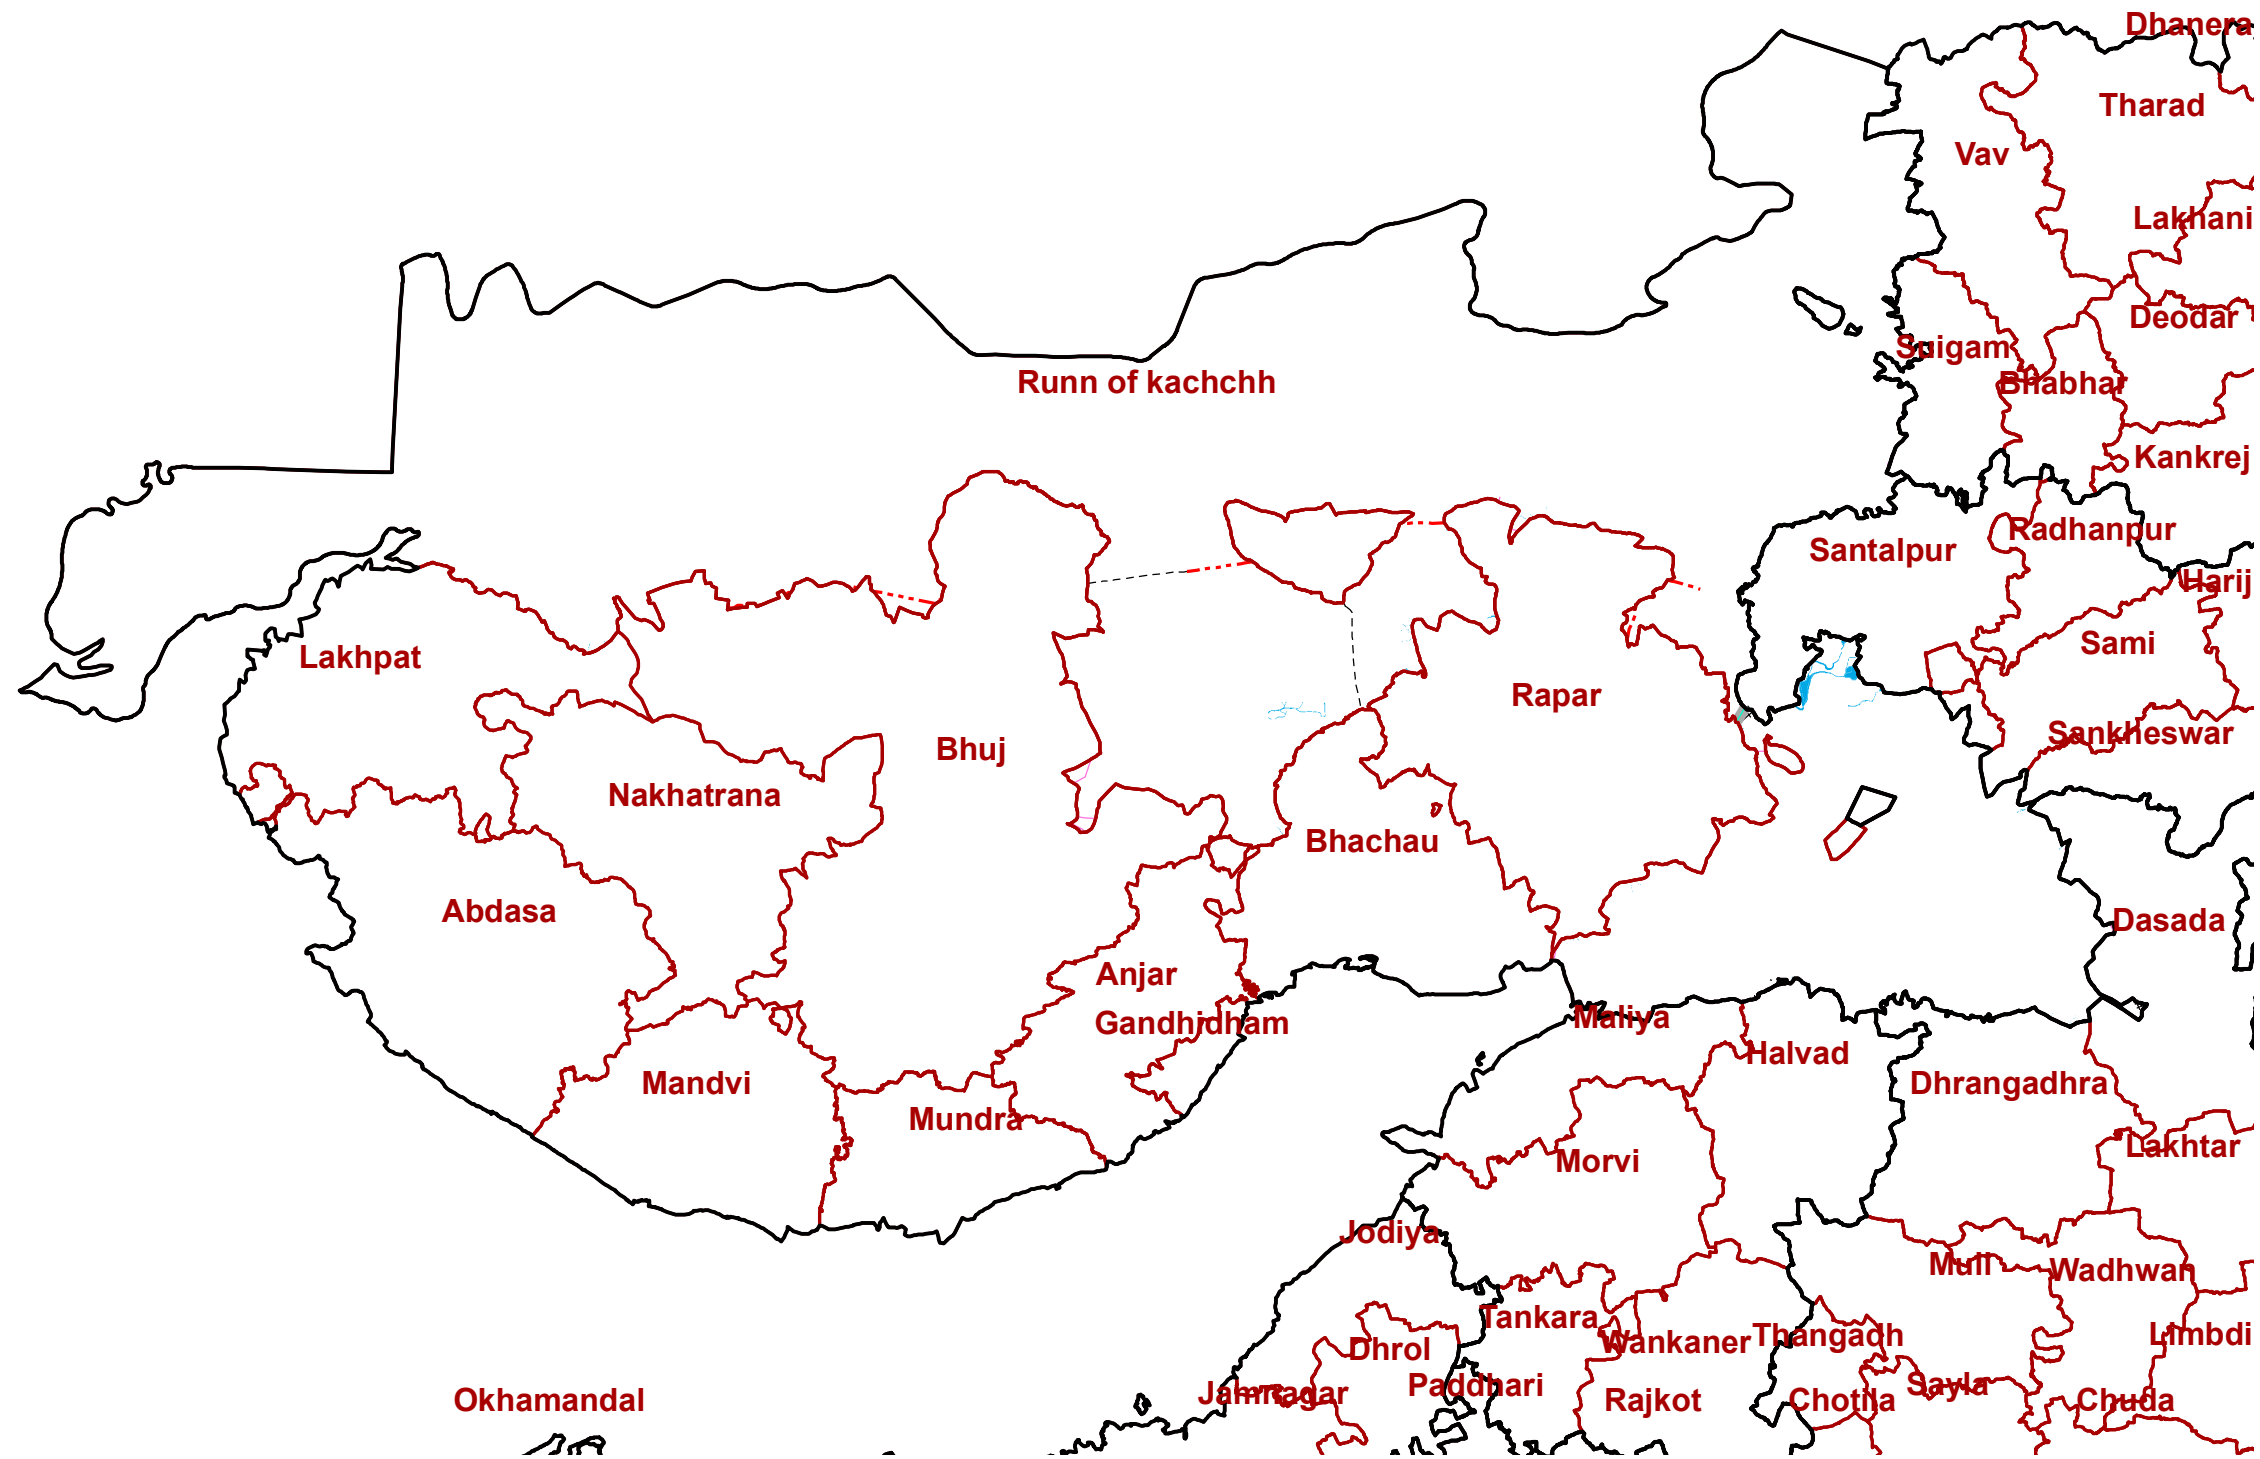 Dhanera
Tharad
Vav
Lakhani
Deodar
Suigam
Runn of kachchh
Bhabhar
Kankrej
Radhanpur
Santalpur
Harij
Sami
Lakhpat
Rapar
Sankheswar
Bhuj
Nakhatrana
Bhachau
Abdasa
Dasada
Anjar
Gandhidham
Maliya
Halvad
Mandvi
Dhrangadhra
Mundra
Lakhtar
Morvi
Jodiya
Muli
Wadhwan
Tankara
Wankaner
Thangadh
Limbdi
Dhrol
Paddhari
Sayla
Jamnagar
Okhamandal
Rajkot
Chotila
Chuda